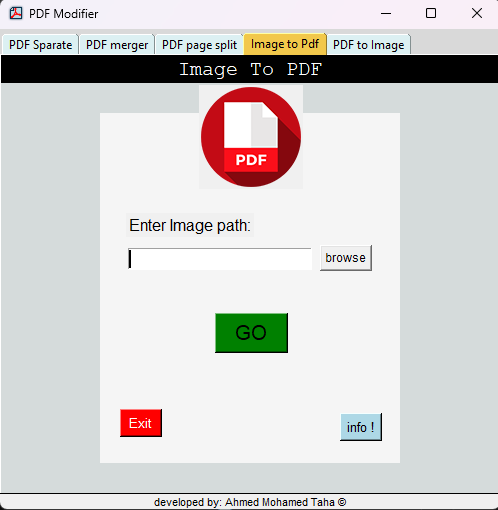 PDF Modifier
PDF Sparate PDF merger PDF page split Image to Pdf PDF to Image
Image To PDF
PDF
Enter Image path:
browse
GO
Exit
info !
developed by: Ahmed Mohamed Taha ©